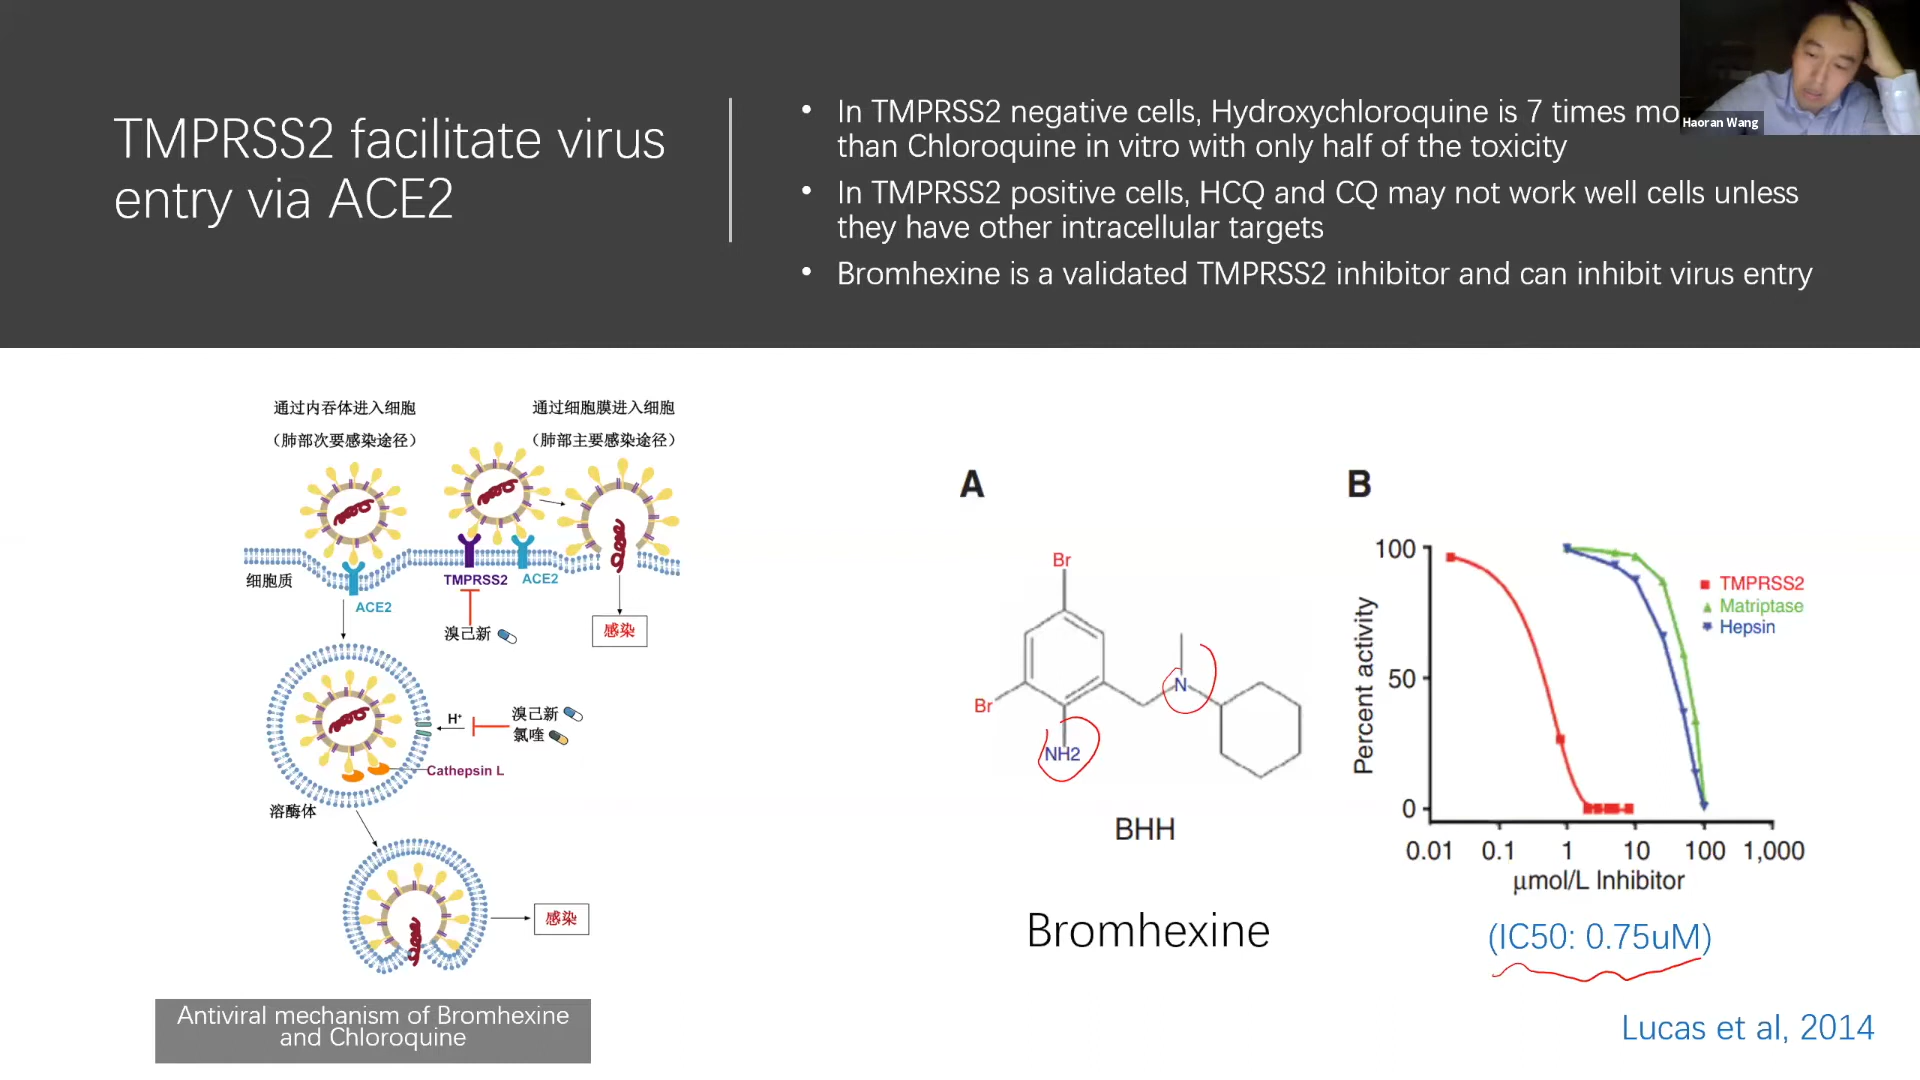 TMPRSS2 facilitate virus
entry via ACE2
• In TMPRSS2 negative cells, Hydroxychloroquine is 7 times
than Chloroquine in vitro with only half of the toxicity
• In TMPRSS2 positive cells, HCQ and CQ may not work well cells unless
they have other intracellular targets
• Bromhexine is a validated TMPRSS2 inhibitor and can inhibit virus entry
Haoran Wang
通过内吞体进入细胞
（肺部次要感染途径）
通过细胞膜进入细胞
（肺部主要感染途径）
细胞质
ACE2
TMPRSS2
ACE2
溴己新
感染
H+
溴己新
氯喹
Cathepsin L
溶酶体
感染
Antiviral mechanism of Bromhexine
and Chloroquine
A
Br
Br
N
NH2
BHH
Bromhexine
B
Percent activity
100
50
0
TMPRSS2
Matriptase
Hepsin
0.01 0.1 1 10 100 1,000
μmol/L Inhibitor
(IC50: 0.75uM)
Lucas et al, 2014